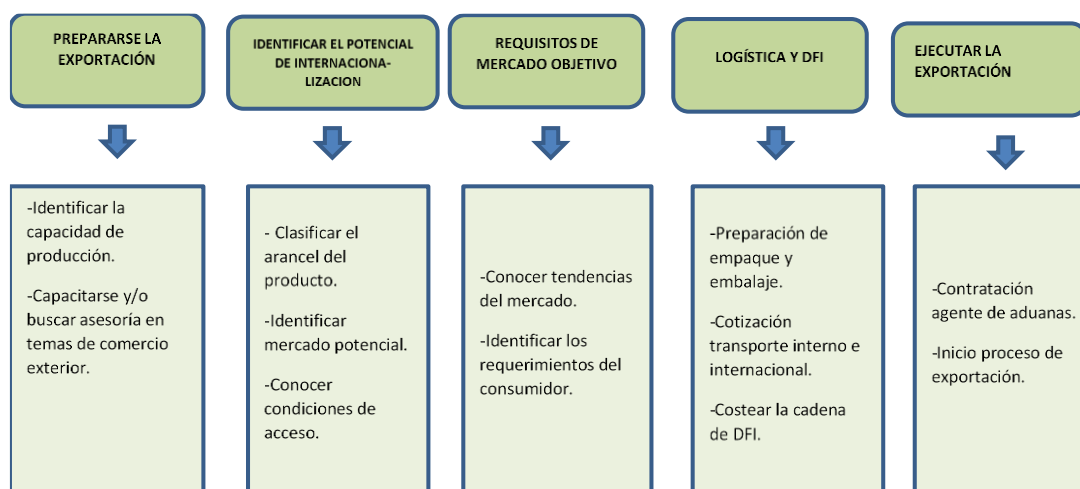 PREPARARSE LA
EXPORTACIÓN
IDENTIFICAR EL POTENCIAL
DE INTERNACIONA-
LIZACION
REQUISITOS DE
MERCADO OBJETIVO
LOGÍSTICA Y DFI
EJECUTAR LA
EXPORTACIÓN
-Identificar la
capacidad de
producción.
-Capacitarse y/o
buscar asesoría en
temas de comercio
exterior.
- Clasificar el
arancel del
producto.
-Identificar
mercado potencial.
-Conocer
condiciones de
acceso.
-Conocer tendencias
del mercado.
-Identificar los
requerimientos del
consumidor.
-Preparación de
empaque y
embalaje.
-Cotización
transporte interno e
internacional.
-Costear la cadena
de DFI.
-Contratación
agente de aduanas.
-Inicio proceso de
exportación.